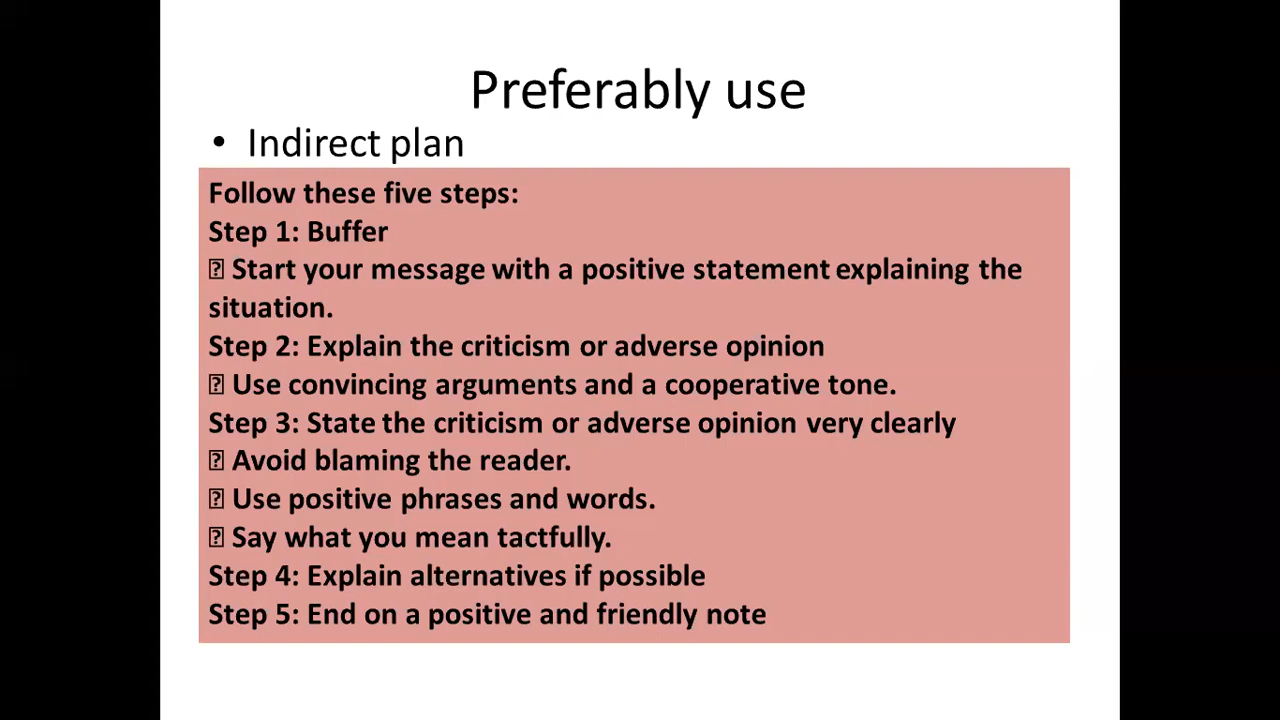 Preferably use
• Indirect plan
Follow these five steps:
Step 1: Buffer
⍰ Start your message with a positive statement explaining the
situation.
Step 2: Explain the criticism or adverse opinion
⍰ Use convincing arguments and a cooperative tone.
Step 3: State the criticism or adverse opinion very clearly
⍰ Avoid blaming the reader.
⍰ Use positive phrases and words.
⍰ Say what you mean tactfully.
Step 4: Explain alternatives if possible
Step 5: End on a positive and friendly note